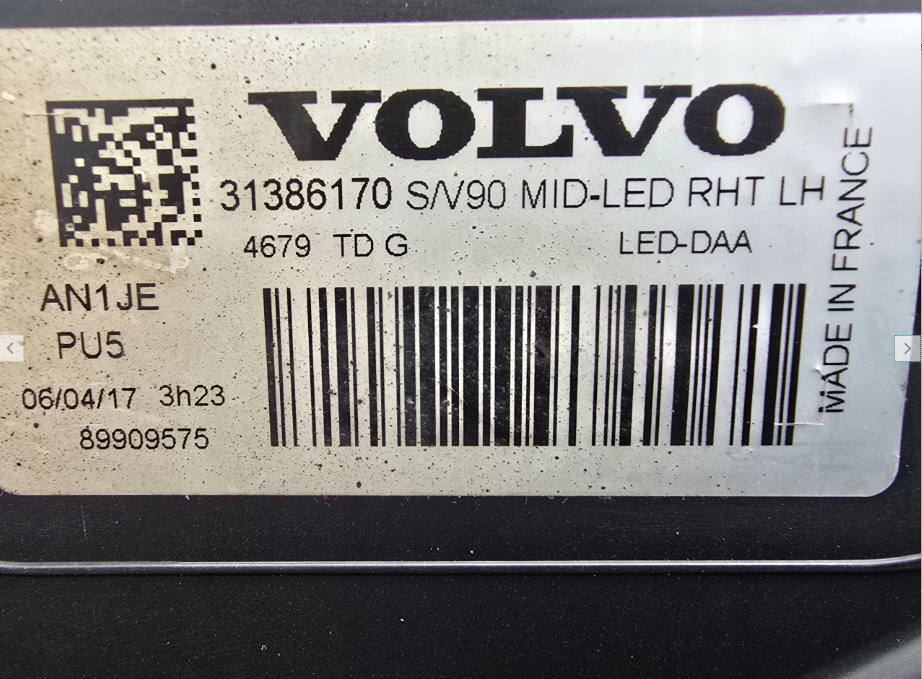 VOLVO
31386170 S/V90 MID-LED RHT LH
4679 TD G LED-DAA
AN1JE
PU5
06/04/17 3h23
89909575
MADE IN FRANCE